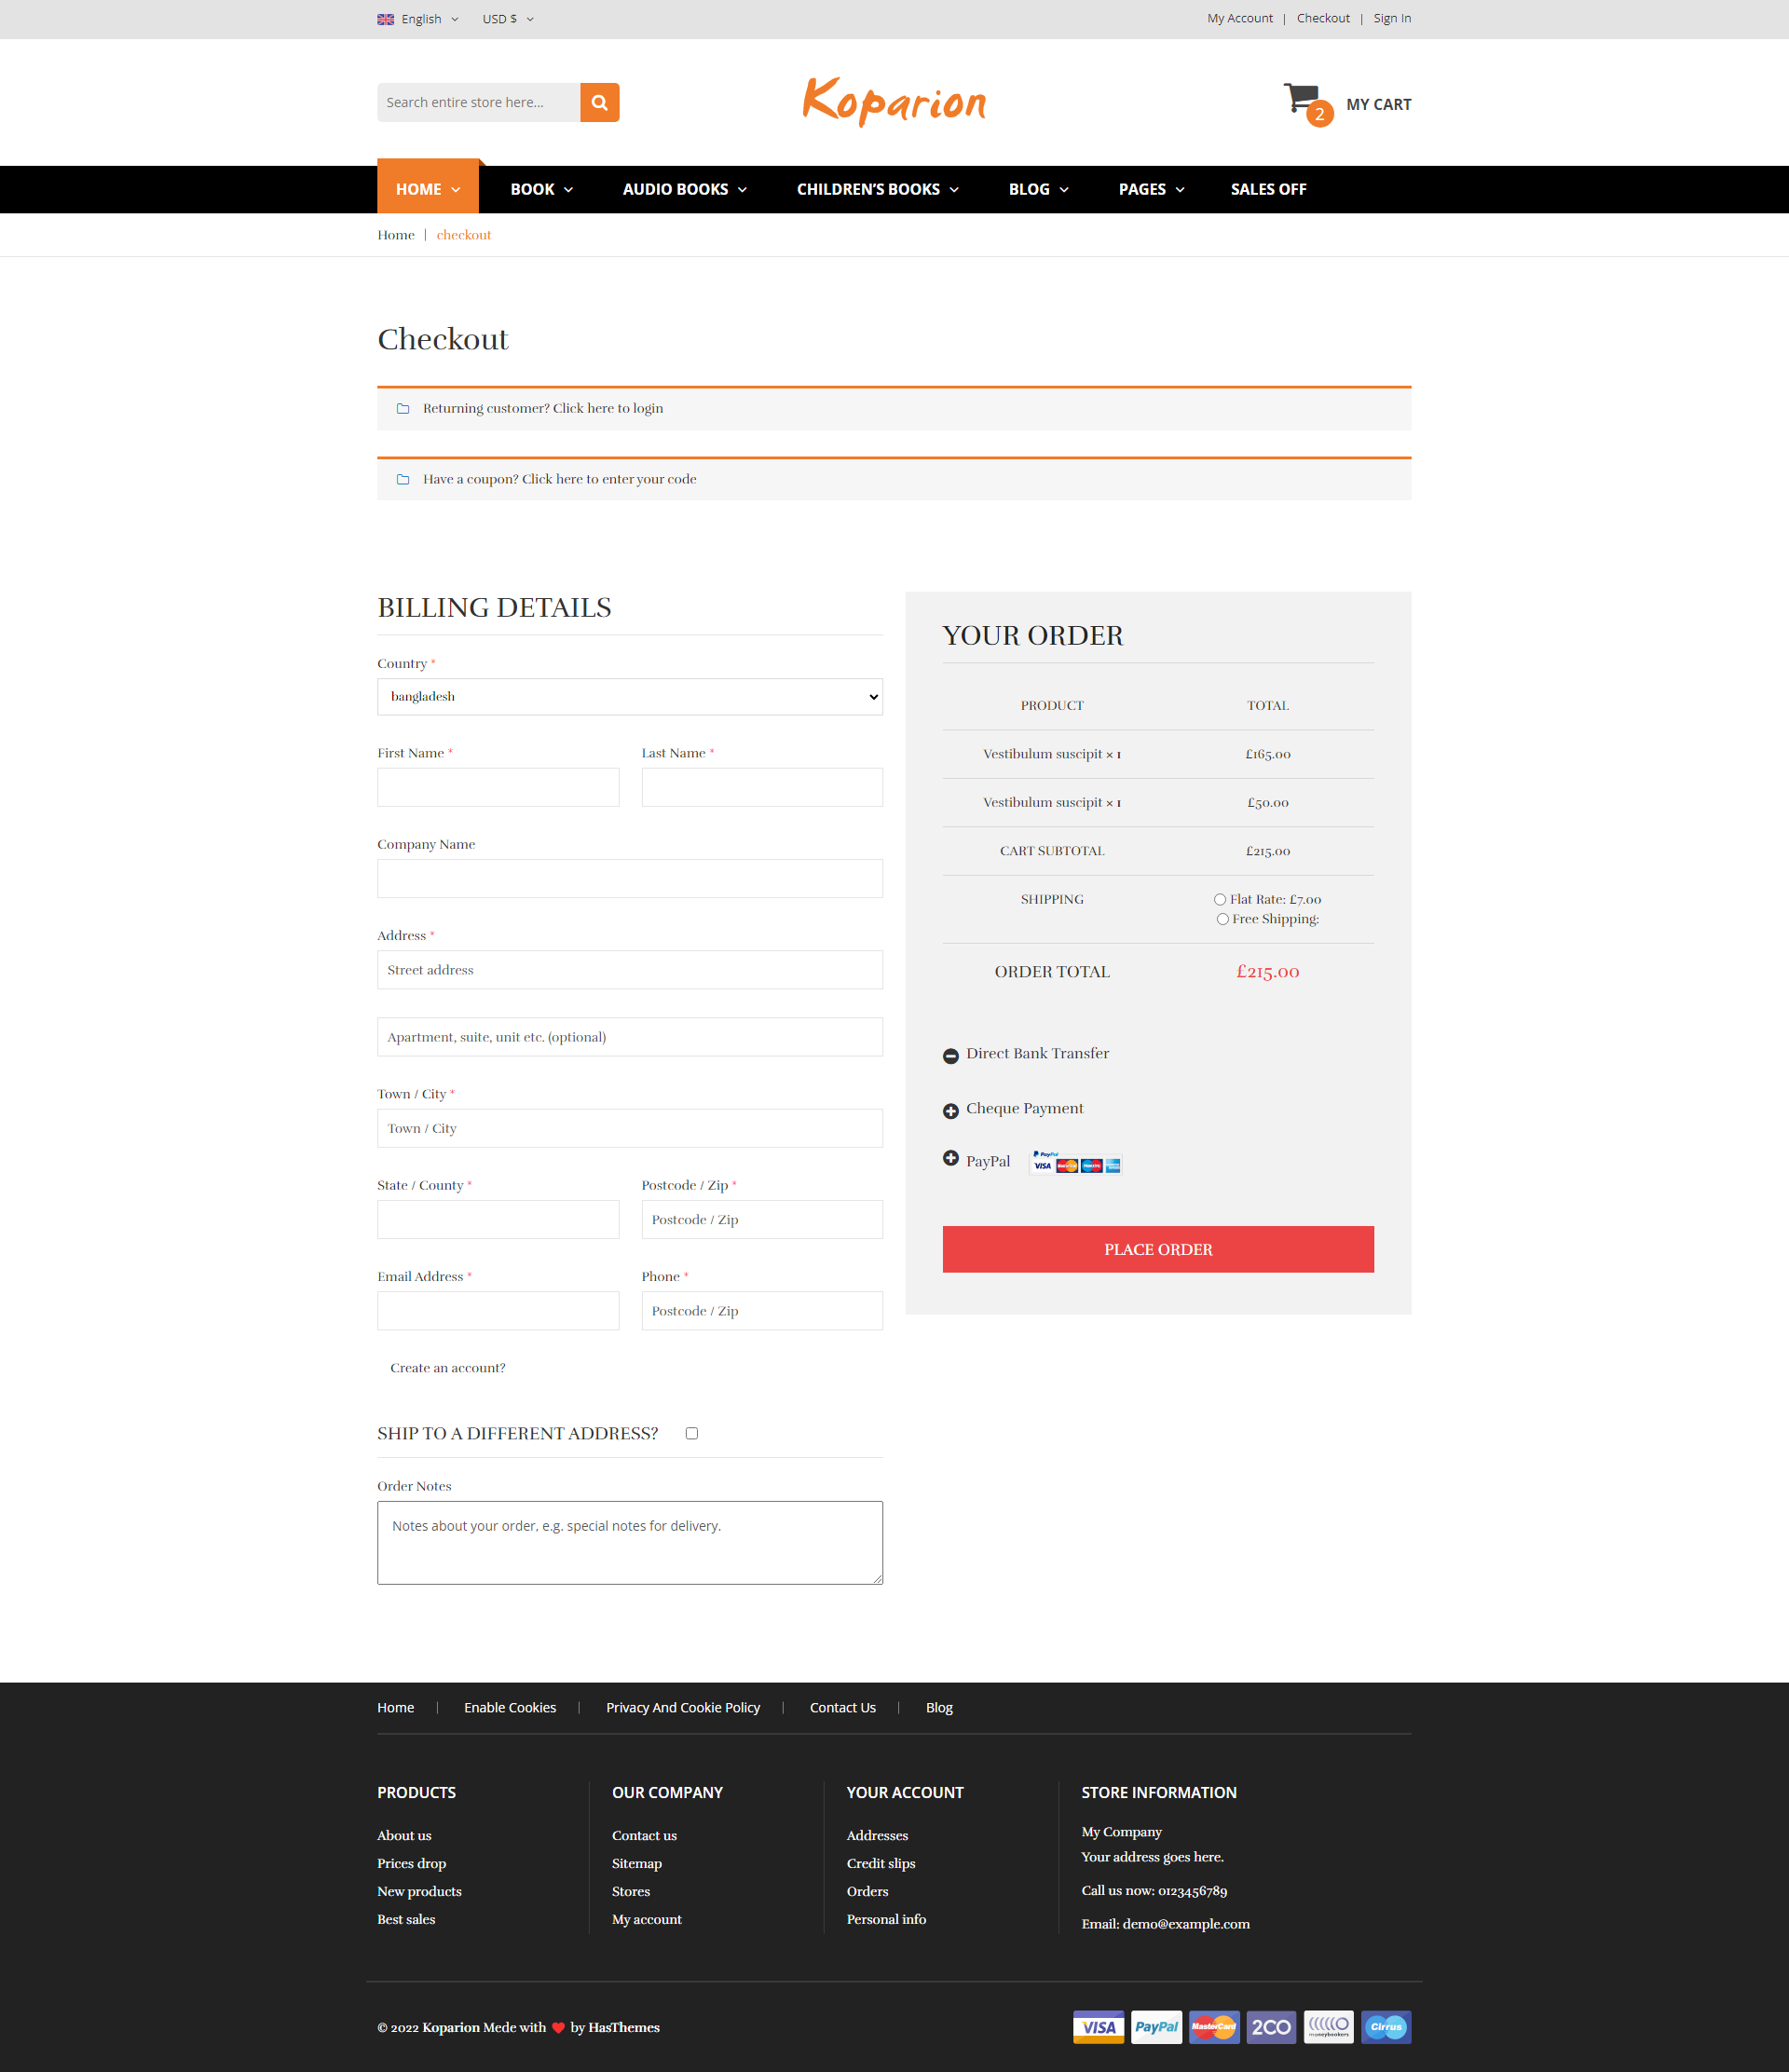 English USD $ My Account | Checkout | Sign In
Search entire store here... Koparion 2 MY CART
HOME BOOK AUDIO BOOKS CHILDREN'S BOOKS BLOG PAGES SALES OFF
Home | checkout
Checkout
Returning customer? Click here to login
Have a coupon? Click here to enter your code
BILLING DETAILS
Country *
bangladesh
First Name * Last Name *
Company Name
Address *
Street address
Apartment, suite, unit etc. (optional)
Town / City *
Town / City
State / County * Postcode / Zip *
Postcode / Zip
Email Address * Phone *
Postcode / Zip
Create an account?
SHIP TO A DIFFERENT ADDRESS?
Order Notes
Notes about your order, e.g. special notes for delivery.
YOUR ORDER
PRODUCT TOTAL
Vestibulum suscipit × 1 £165.00
Vestibulum suscipit × 1 £50.00
CART SUBTOTAL £215.00
SHIPPING Flat Rate: £7.00
Free Shipping:
ORDER TOTAL £215.00
Direct Bank Transfer
Cheque Payment
PayPal PayPal VISA MasterCard
PLACE ORDER
Home | Enable Cookies | Privacy And Cookie Policy | Contact Us | Blog
PRODUCTS
About us
Prices drop
New products
Best sales
OUR COMPANY
Contact us
Sitemap
Stores
My account
YOUR ACCOUNT
Addresses
Credit slips
Orders
Personal info
STORE INFORMATION
My Company
Your address goes here.
Call us now: 0123456789
Email: demo@example.com
© 2022 Koparion Mede with by HasThemes
VISA PayPal MasterCard 2CO moneybookers Cirrus